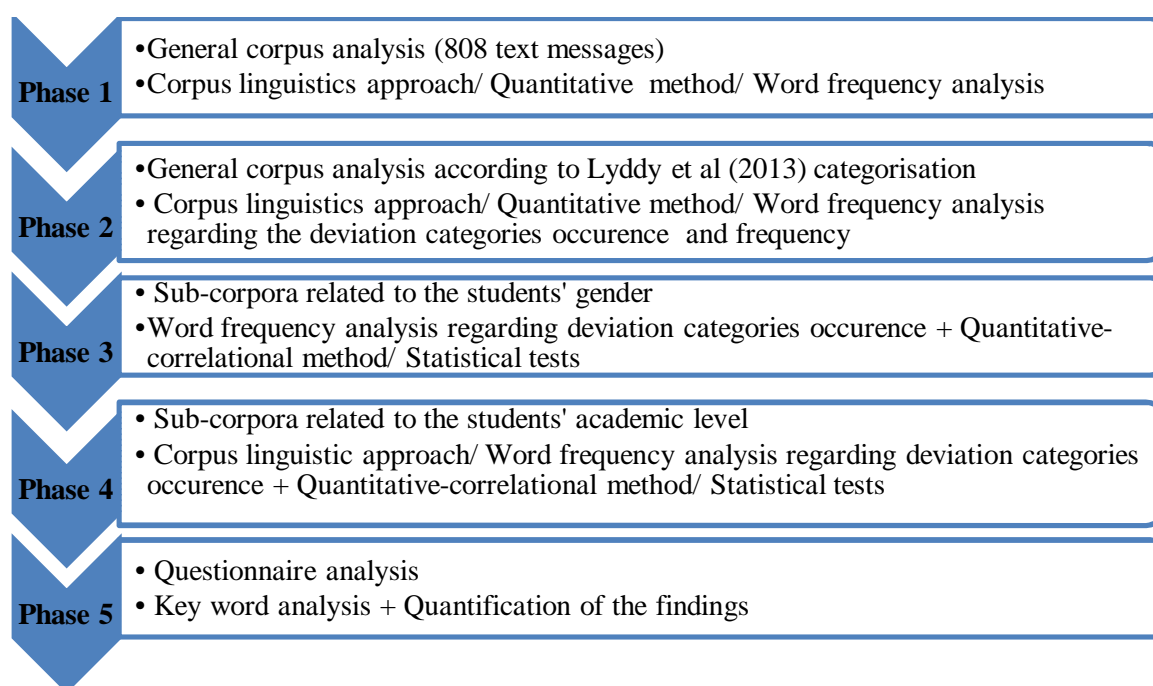 Phase 1
•General corpus analysis (808 text messages)
•Corpus linguistics approach/ Quantitative method/ Word frequency analysis
Phase 2
•General corpus analysis according to Lyddy et al (2013) categorisation
• Corpus linguistics approach/ Quantitative method/ Word frequency analysis
regarding the deviation categories occurence and frequency
Phase 3
• Sub-corpora related to the students' gender
•Word frequency analysis regarding deviation categories occurence + Quantitative-
correlational method/ Statistical tests
Phase 4
• Sub-corpora related to the students' academic level
• Corpus linguistic approach/ Word frequency analysis regarding deviation categories
occurence + Quantitative-correlational method/ Statistical tests
Phase 5
• Questionnaire analysis
• Key word analysis + Quantification of the findings